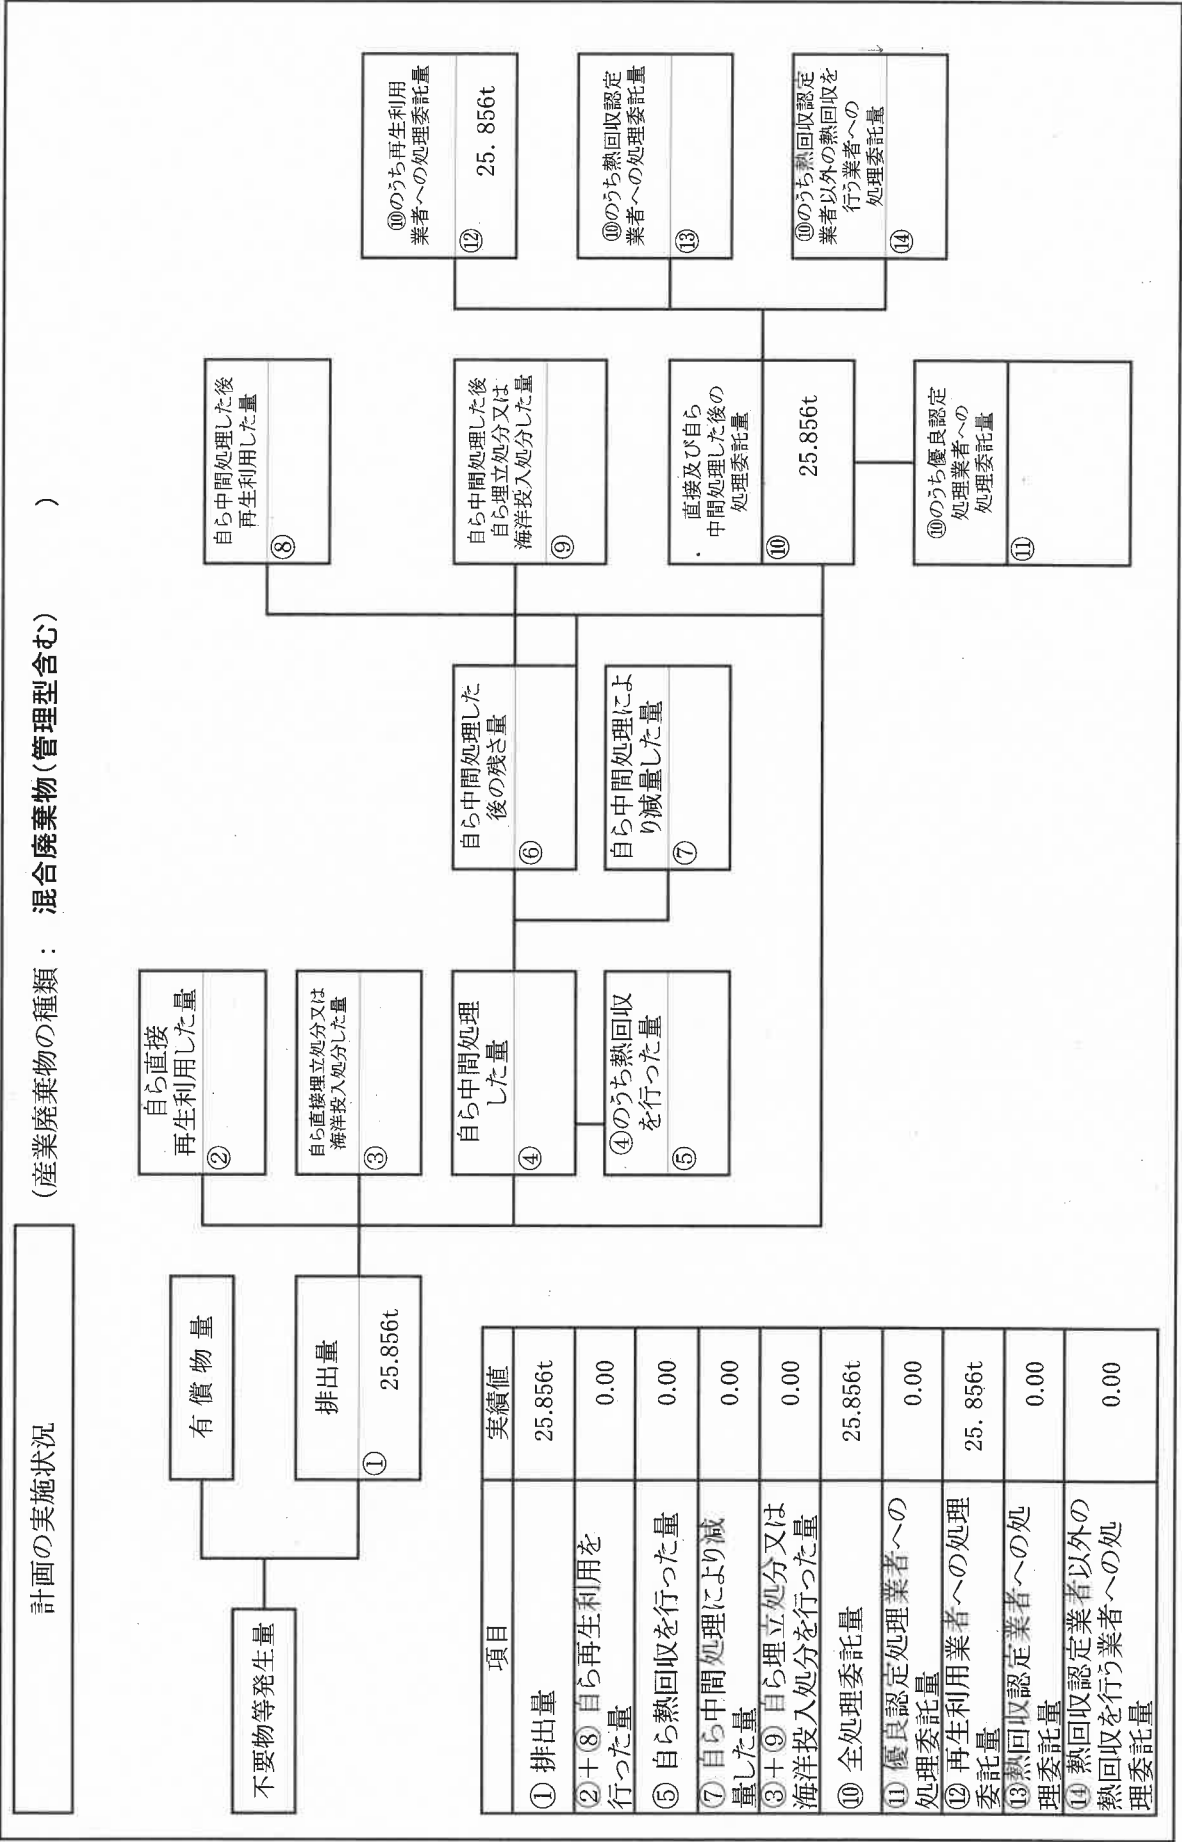 計画の実施状況
(産業廃棄物の種類： 混合廃棄物(管理型含む) )
不要物等発生量
有償物量
排出量
①
25.856t
自ら直接
再生利用した量
②
自ら直接埋立処分又は
海洋投入処分した量
③
自ら中間処理
した量
④
④のうち熱回収
を行った量
⑤
自ら中間処理した
後の残さ量
⑥
自ら中間処理によ
り減量した量
⑦
自ら中間処理した後
再生利用した量
⑧
自ら中間処理した後
自ら埋立処分又は
海洋投入処分した量
⑨
直接及び自ら
中間処理した後の
処理委託量
⑩
25.856t
⑩のうち優良認定
処理業者への
処理委託量
⑪
⑩のうち再生利用
業者への処理委託量
⑫
25. 856t
⑩のうち熱回収認定
業者への処理委託量
⑬
⑩のうち熱回収認定
業者以外の熱回収を
行う業者への
処理委託量
⑭
項目 実績値
① 排出量 25.856t
②＋⑧ 自ら再生利用を
行った量 0.00
⑤ 自ら熱回収を行った量 0.00
⑦ 自ら中間処理により減
量した量 0.00
③＋⑨ 自ら埋立処分又は
海洋投入処分を行った量 0.00
⑩ 全処理委託量 25.856t
⑪ 優良認定処理業者への
処理委託量 0.00
⑫ 再生利用業者への処理
委託量 25. 856t
⑬熱回収認定業者への処
理委託量 0.00
⑭ 熱回収認定業者以外の
熱回収を行う業者への処
理委託量 0.00